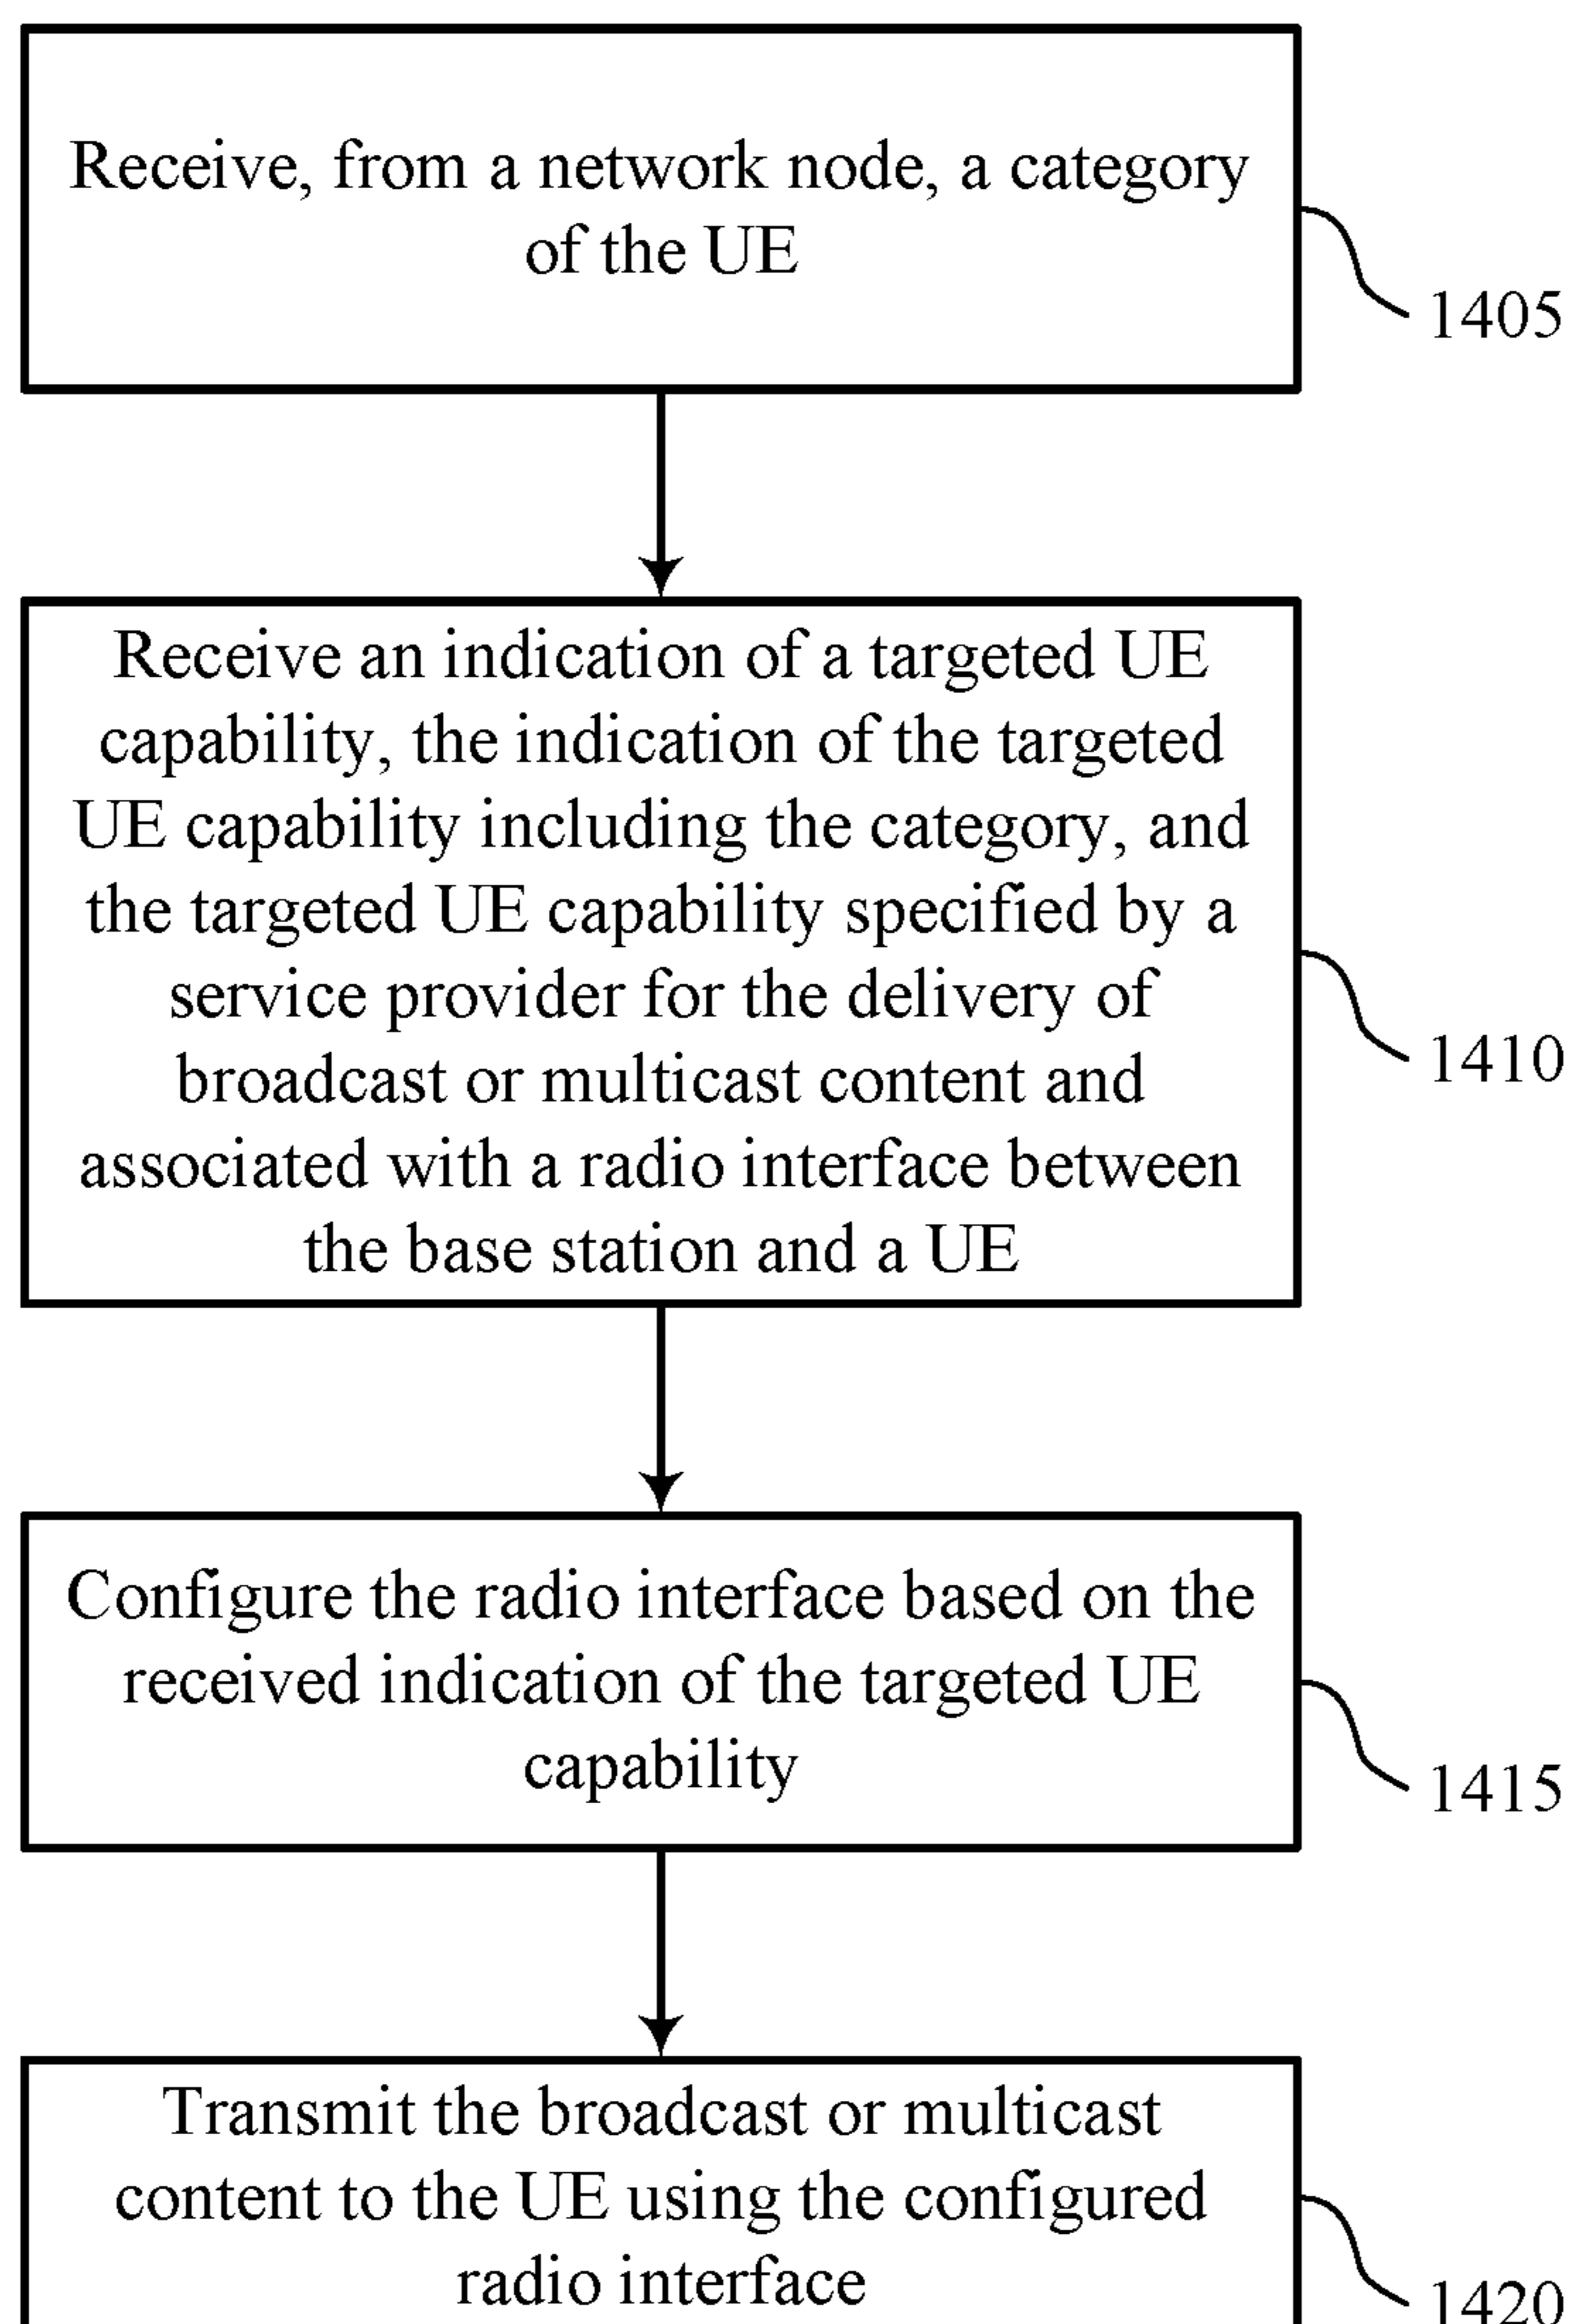 Receive, from a network node, a category
of the UE
1405
Receive an indication of a targeted UE
capability, the indication of the targeted
UE capability including the category, and
the targeted UE capability specified by a
service provider for the delivery of
broadcast or multicast content and
associated with a radio interface between
the base station and a UE
1410
Configure the radio interface based on the
received indication of the targeted UE
capability
1415
Transmit the broadcast or multicast
content to the UE using the configured
radio interface
1420